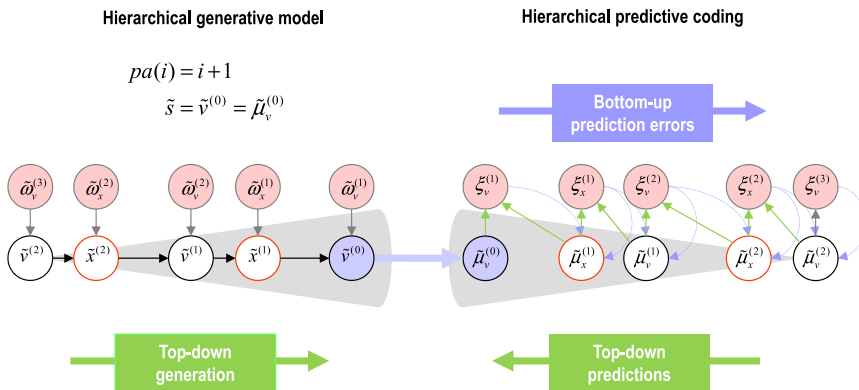 Hierarchical generative model
Hierarchical predictive coding
pa(i) = i + 1
s̃ = ṽ⁽⁰⁾ = μ̃ᵥ⁽⁰⁾
Bottom-up
prediction errors
ω̃ᵥ⁽³⁾ ω̃ₓ⁽²⁾ ω̃ᵥ⁽²⁾ ω̃ₓ⁽¹⁾ ω̃ᵥ⁽¹⁾ ξᵥ⁽¹⁾ ξₓ⁽¹⁾ ξᵥ⁽²⁾ ξₓ⁽²⁾ ξᵥ⁽³⁾
ṽ⁽²⁾ x̃⁽²⁾ ṽ⁽¹⁾ x̃⁽¹⁾ ṽ⁽⁰⁾ μ̃ᵥ⁽⁰⁾ μ̃ₓ⁽¹⁾ μ̃ᵥ⁽¹⁾ μ̃ₓ⁽²⁾ μ̃ᵥ⁽²⁾
Top-down
generation
Top-down
predictions